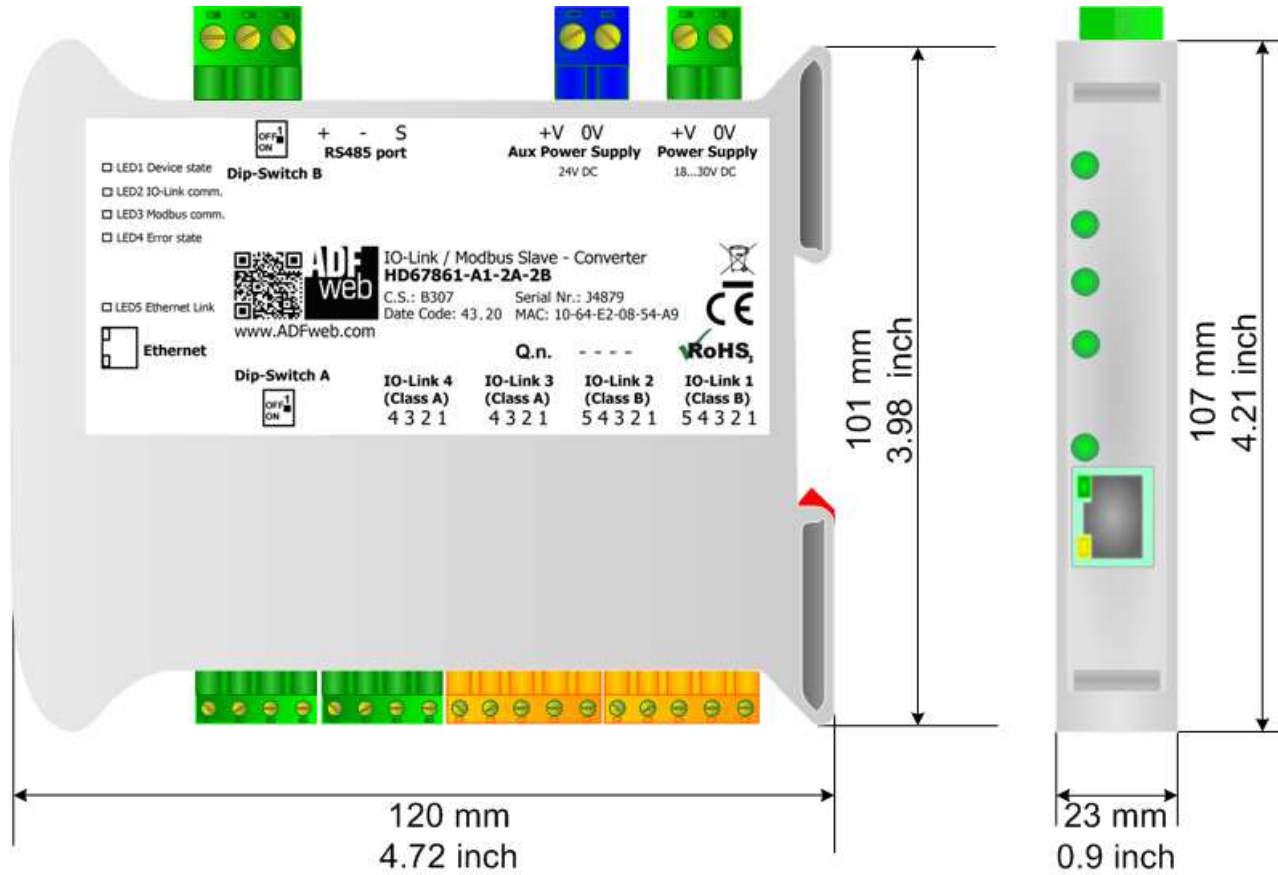 OFF 1
ON
+ - S
RS485 port
Dip-Switch B
+V 0V
Aux Power Supply
24V DC
+V 0V
Power Supply
18...30V DC
LED1 Device state
LED2 IO-Link comm.
LED3 Modbus comm.
LED4 Error state
LED5 Ethernet Link
Ethernet
ADF
web
www.ADFweb.com
IO-Link / Modbus Slave - Converter
HD67861-A1-2A-2B
C.S.: B307 Serial Nr.: J4879
Date Code: 43.20 MAC: 10-64-E2-08-54-A9
CE
Q.n. - - - -
RoHS3
Dip-Switch A
OFF 1
ON
IO-Link 4
(Class A)
4 3 2 1
IO-Link 3
(Class A)
4 3 2 1
IO-Link 2
(Class B)
5 4 3 2 1
IO-Link 1
(Class B)
5 4 3 2 1
101 mm
3.98 inch
107 mm
4.21 inch
120 mm
4.72 inch
23 mm
0.9 inch